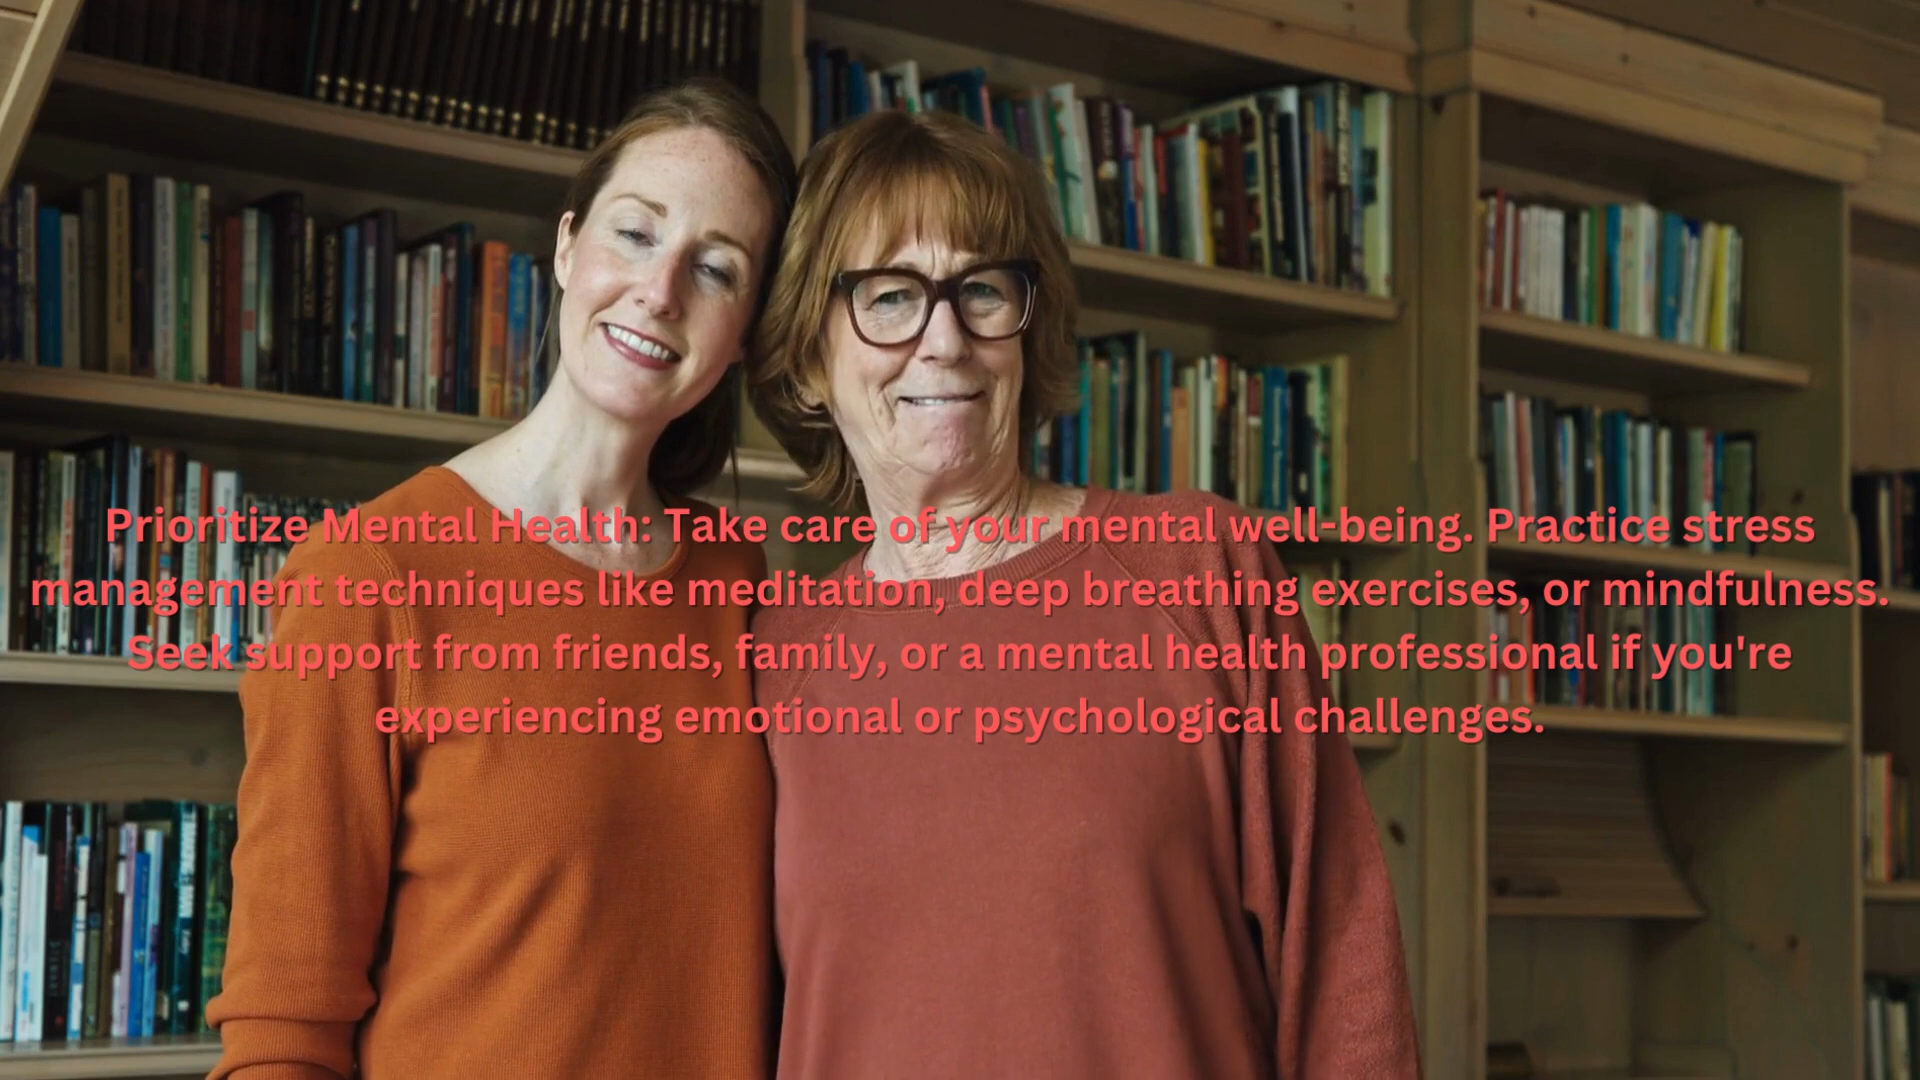 Prioritize Mental Health: Take care of your mental well-being. Practice stress
management techniques like meditation, deep breathing exercises, or mindfulness.
Seek support from friends, family, or a mental health professional if you're
experiencing emotional or psychological challenges.